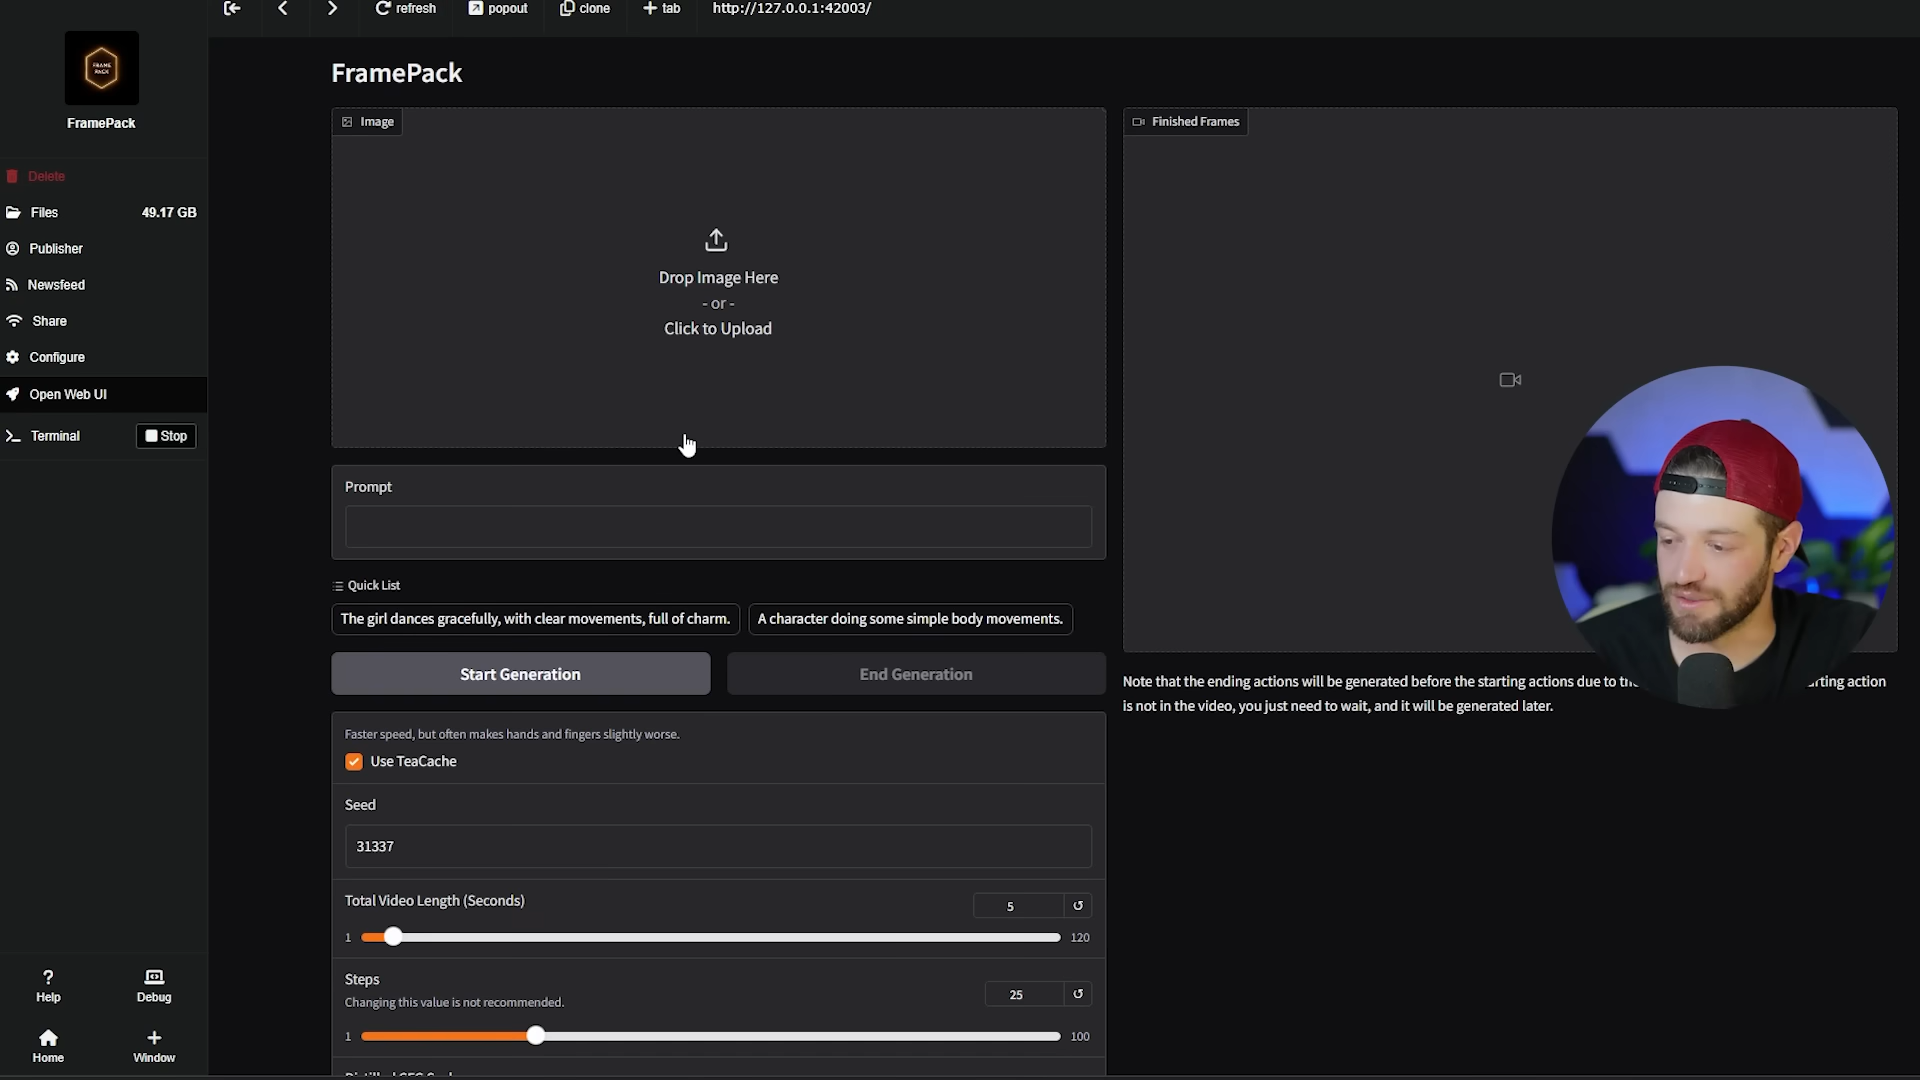 refresh
popout
clone
tab
http://127.0.0.1:42003/
FRAME
PACK
FramePack
Delete
Files 49.17 GB
Publisher
Newsfeed
Share
Configure
Open Web UI
Terminal Stop
Help
Debug
Home
Window
FramePack
Image
Drop Image Here
- or -
Click to Upload
Prompt
Quick List
The girl dances gracefully, with clear movements, full of charm.
A character doing some simple body movements.
Start Generation
End Generation
Faster speed, but often makes hands and fingers slightly worse.
Use TeaCache
Seed
31337
Total Video Length (Seconds)
5
1
120
Steps
Changing this value is not recommended.
25
1
100
Finished Frames
Note that the ending actions will be generated before the starting actions due to action
is not in the video, you just need to wait, and it will be generated later.